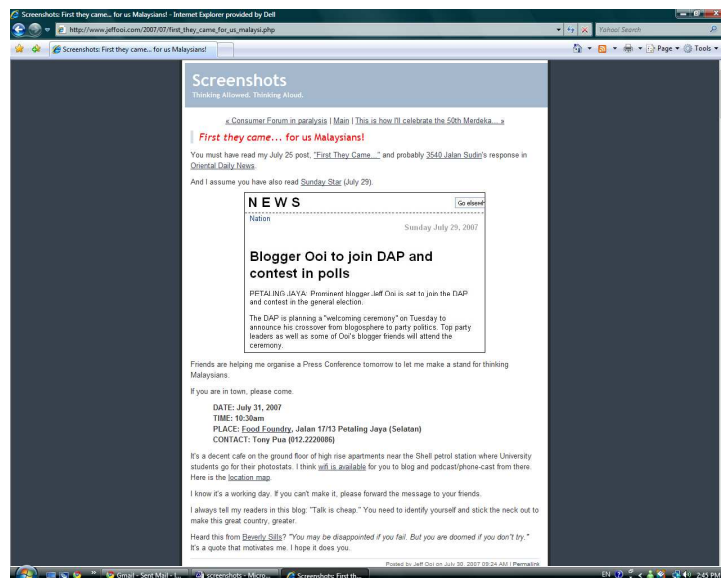 Screenshots: First they came... for us Malaysians! - Internet Explorer provided by Dell
http://www.jeffooi.com/2007/07/first_they_came_for_us_malaysi.php
Yahoo! Search
Screenshots: First they came... for us Malaysians!
Page
Tools
Screenshots
Thinking Allowed. Thinking Aloud.
« Consumer Forum in paralysis | Main | This is how I'll celebrate the 50th Merdeka... »
First they came... for us Malaysians!
You must have read my July 25 post, "First They Came..." and probably 3540 Jalan Sudin's response in
Oriental Daily News.
And I assume you have also read Sunday Star (July 29).
NEWS
Go elsewh
Nation
Sunday July 29, 2007
Blogger Ooi to join DAP and
contest in polls
PETALING JAYA: Prominent blogger Jeff Ooi is set to join the DAP
and contest in the general election.
The DAP is planning a "welcoming ceremony" on Tuesday to
announce his crossover from blogosphere to party politics. Top party
leaders as well as some of Ooi's blogger friends will attend the
ceremony.
Friends are helping me organise a Press Conference tomorrow to let me make a stand for thinking
Malaysians.
If you are in town, please come.
DATE: July 31, 2007
TIME: 10:30am
PLACE: Food Foundry, Jalan 17/13 Petaling Jaya (Selatan)
CONTACT: Tony Pua (012.2220086)
It's a decent cafe on the ground floor of high rise apartments near the Shell petrol station where University
students go for their photostats. I think wifi is available for you to blog and podcast/phone-cast from there.
Here is the location map.
I know it's a working day. If you can't make it, please forward the message to your friends.
I always tell my readers in this blog: "Talk is cheap." You need to identify yourself and stick the neck out to
make this great country, greater.
Heard this from Beverly Sills? "You may be disappointed if you fail. But you are doomed if you don't try."
It's a quote that motivates me. I hope it does you.
Posted by Jeff Ooi on July 30, 2007 09:24 AM | Permalink
Gmail - Sent Mail - t...
screenshots - Micro...
Screenshots: First th...
EN
2:45 PM